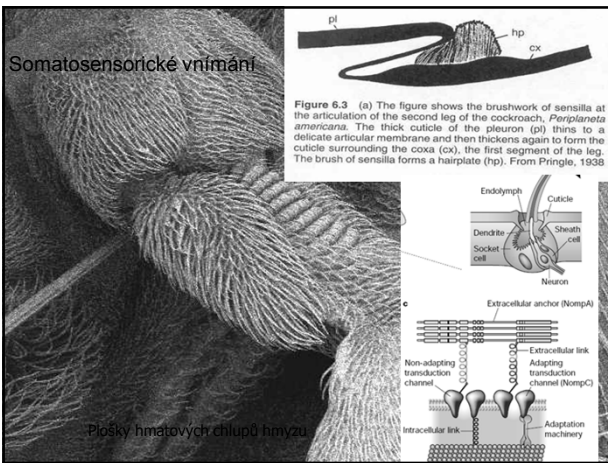 Somatosensorické vnímání
pl
hp
cx
Figure 6.3 (a) The figure shows the brushwork of sensilla at
the articulation of the second leg of the cockroach, Periplaneta
americana. The thick cuticle of the pleuron (pl) thins to a
delicate articular membrane and then thickens again to form the
cuticle surrounding the coxa (cx), the first segment of the leg.
The brush of sensilla forms a hairplate (hp). From Pringle, 1938
Endolymph
Cuticle
Dendrite
Socket
cell
Sheath
cell
Neuron
c
Extracellular anchor (NompA)
Extracellular link
Non-adapting
transduction
channel
Adapting
transduction
channel (NompC)
Intracellular link
Adaptation
machinery
Plošky hmatových chlupů hmyzu